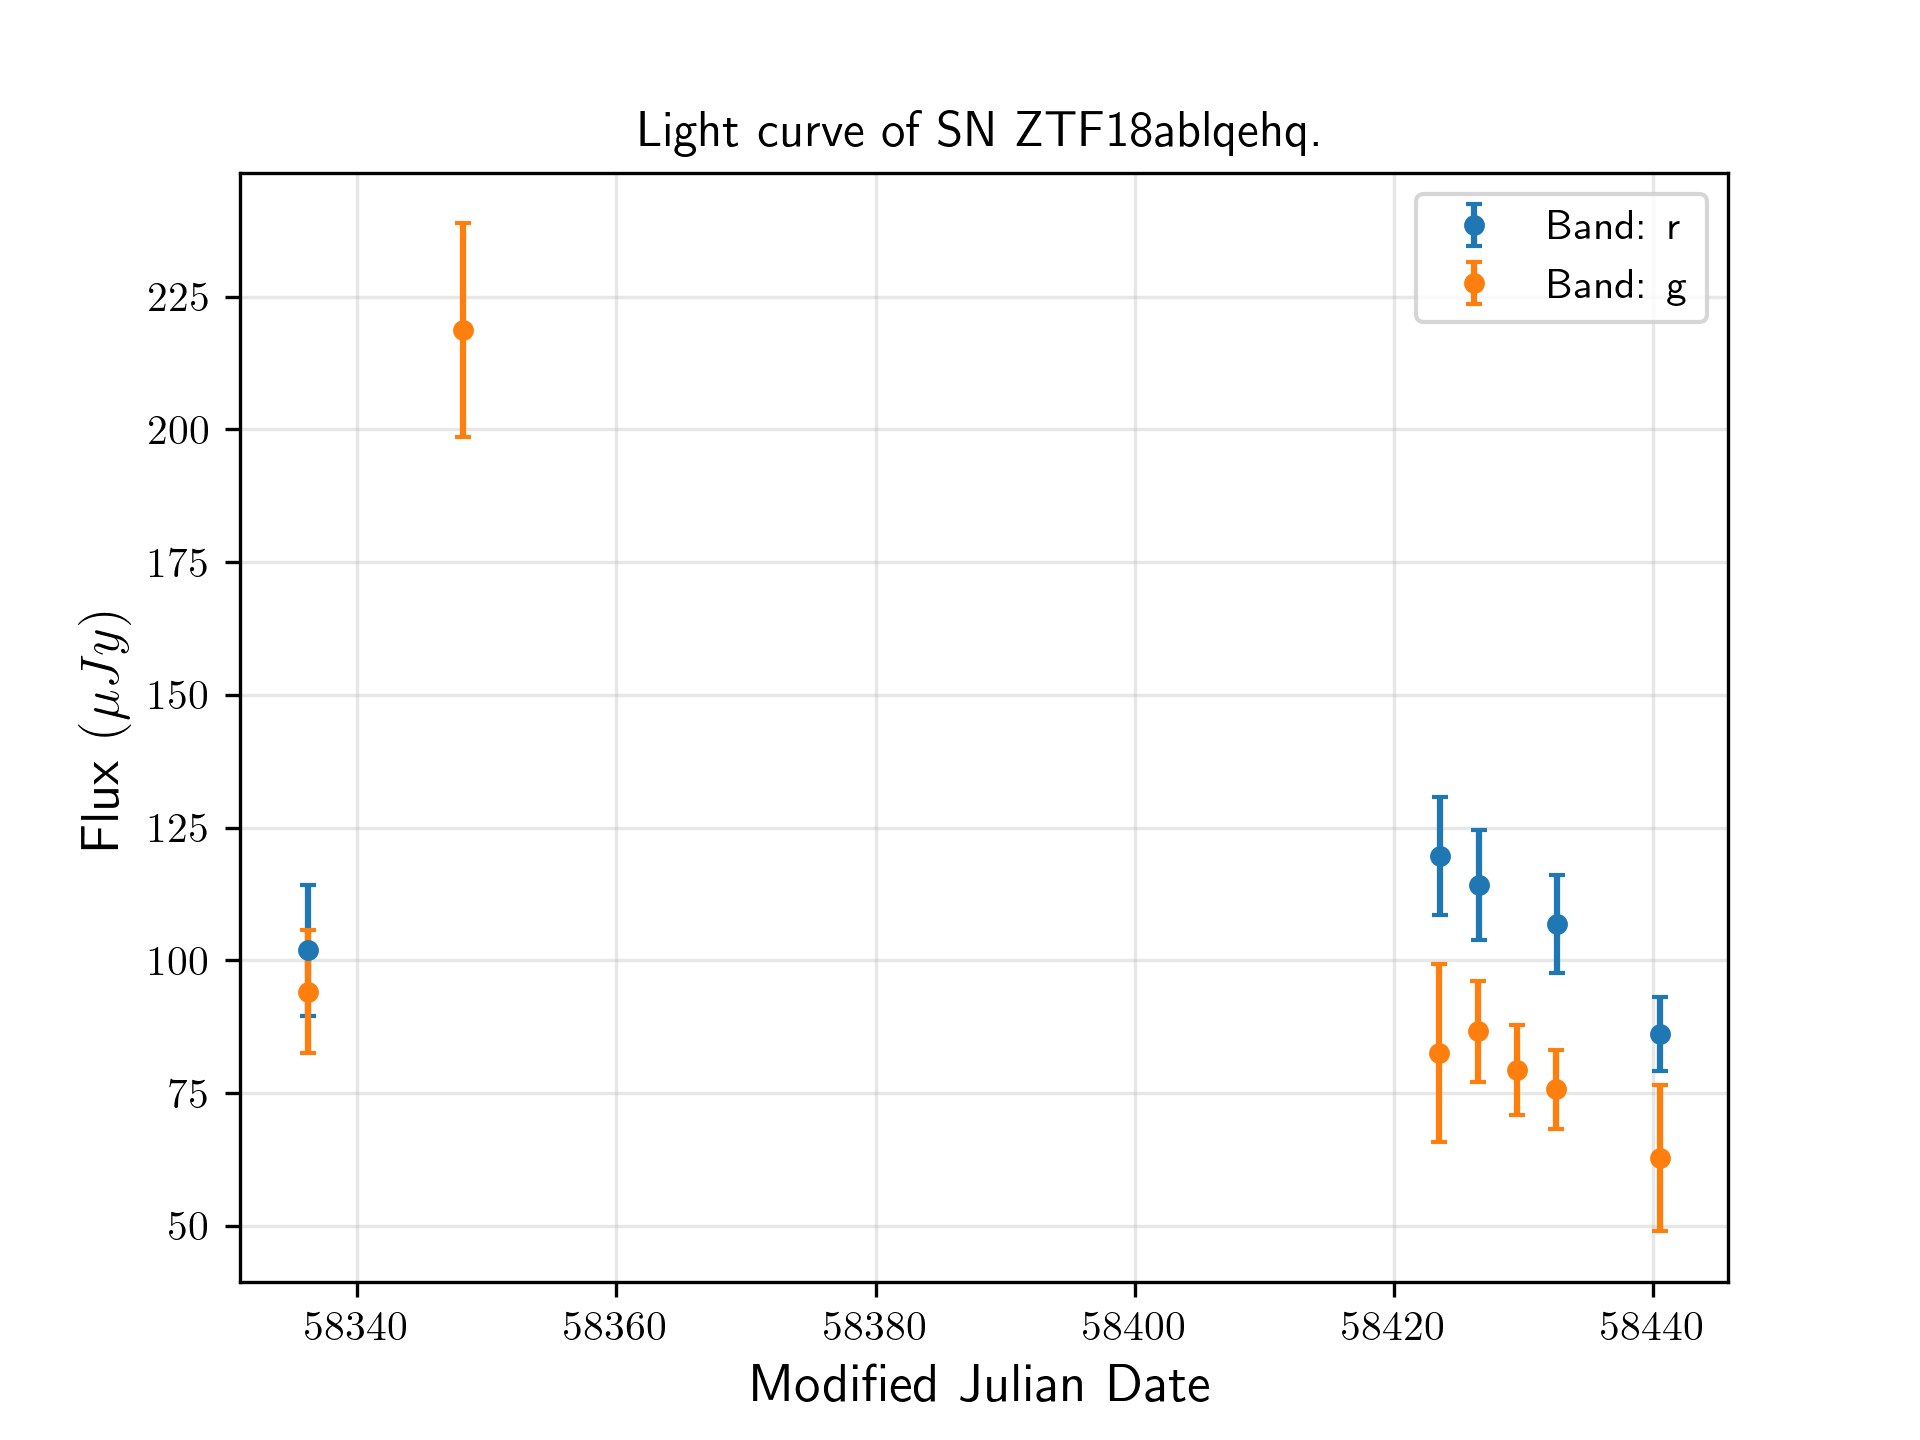 Light curve of SN ZTF18ablqehq.
Band: r
Band: g
225
200
175
150
125
100
75
50
Flux (μJy)
58340 58360 58380 58400 58420 58440
Modified Julian Date